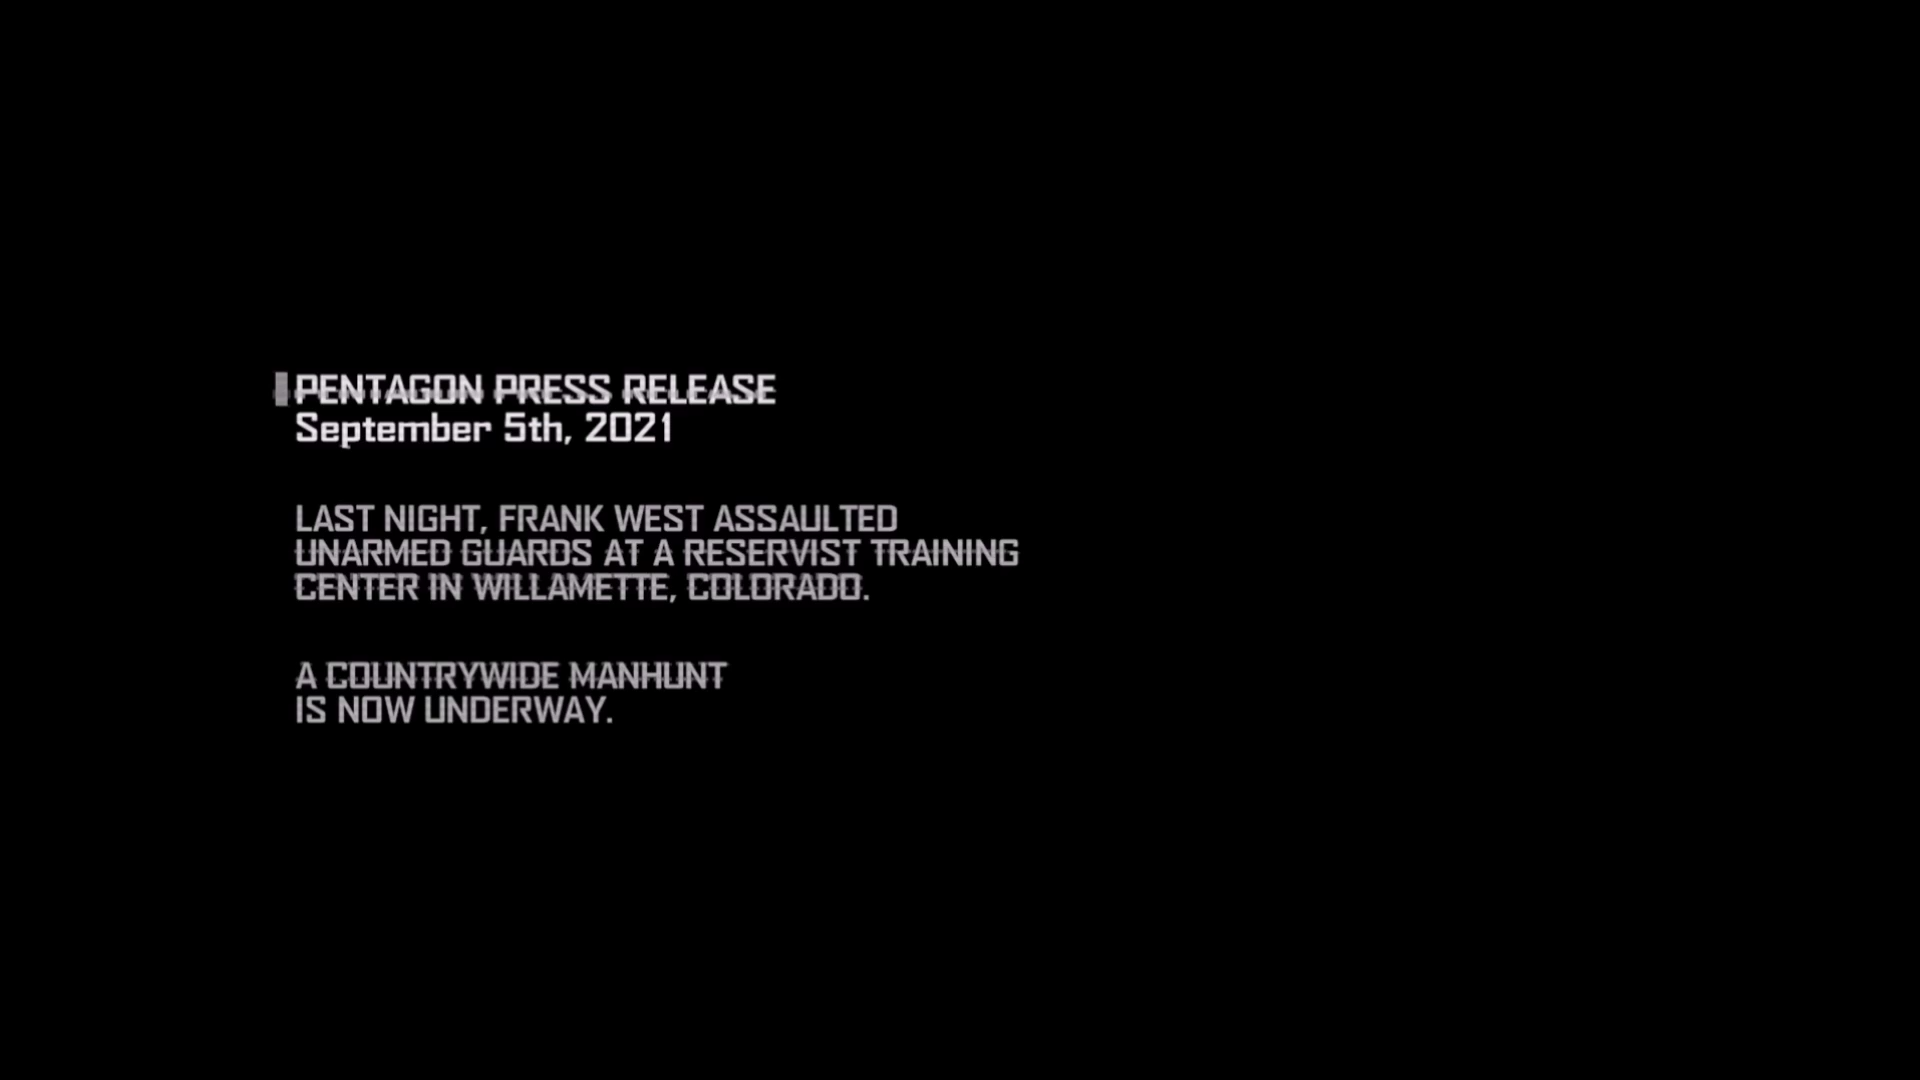 PENTAGON PRESS RELEASE
September 5th, 2021
LAST NIGHT, FRANK WEST ASSAULTED
UNARMED GUARDS AT A RESERVIST TRAINING
CENTER IN WILLAMETTE, COLORADO.
A COUNTRYWIDE MANHUNT
IS NOW UNDERWAY.